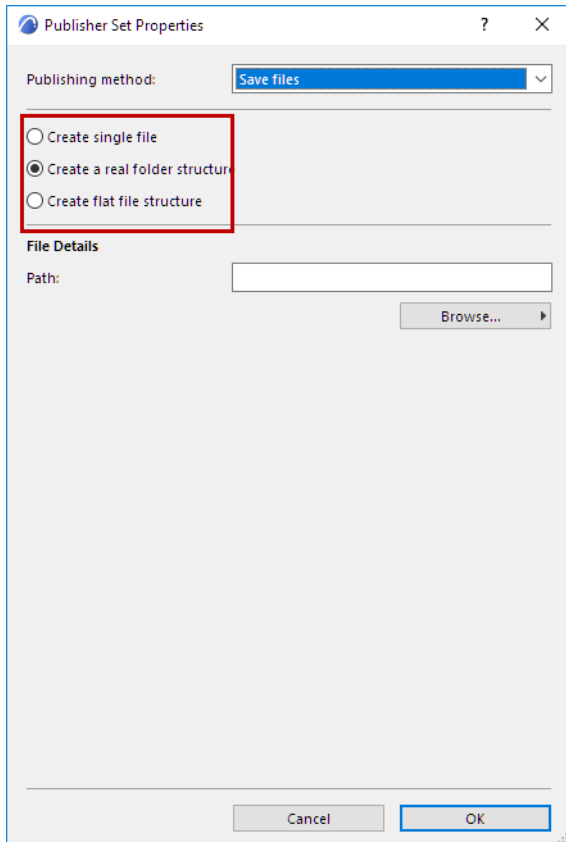 Publisher Set Properties ?
Publishing method: Save files
Create single file
Create a real folder structure
Create flat file structure
File Details
Path:
Browse...
Cancel OK